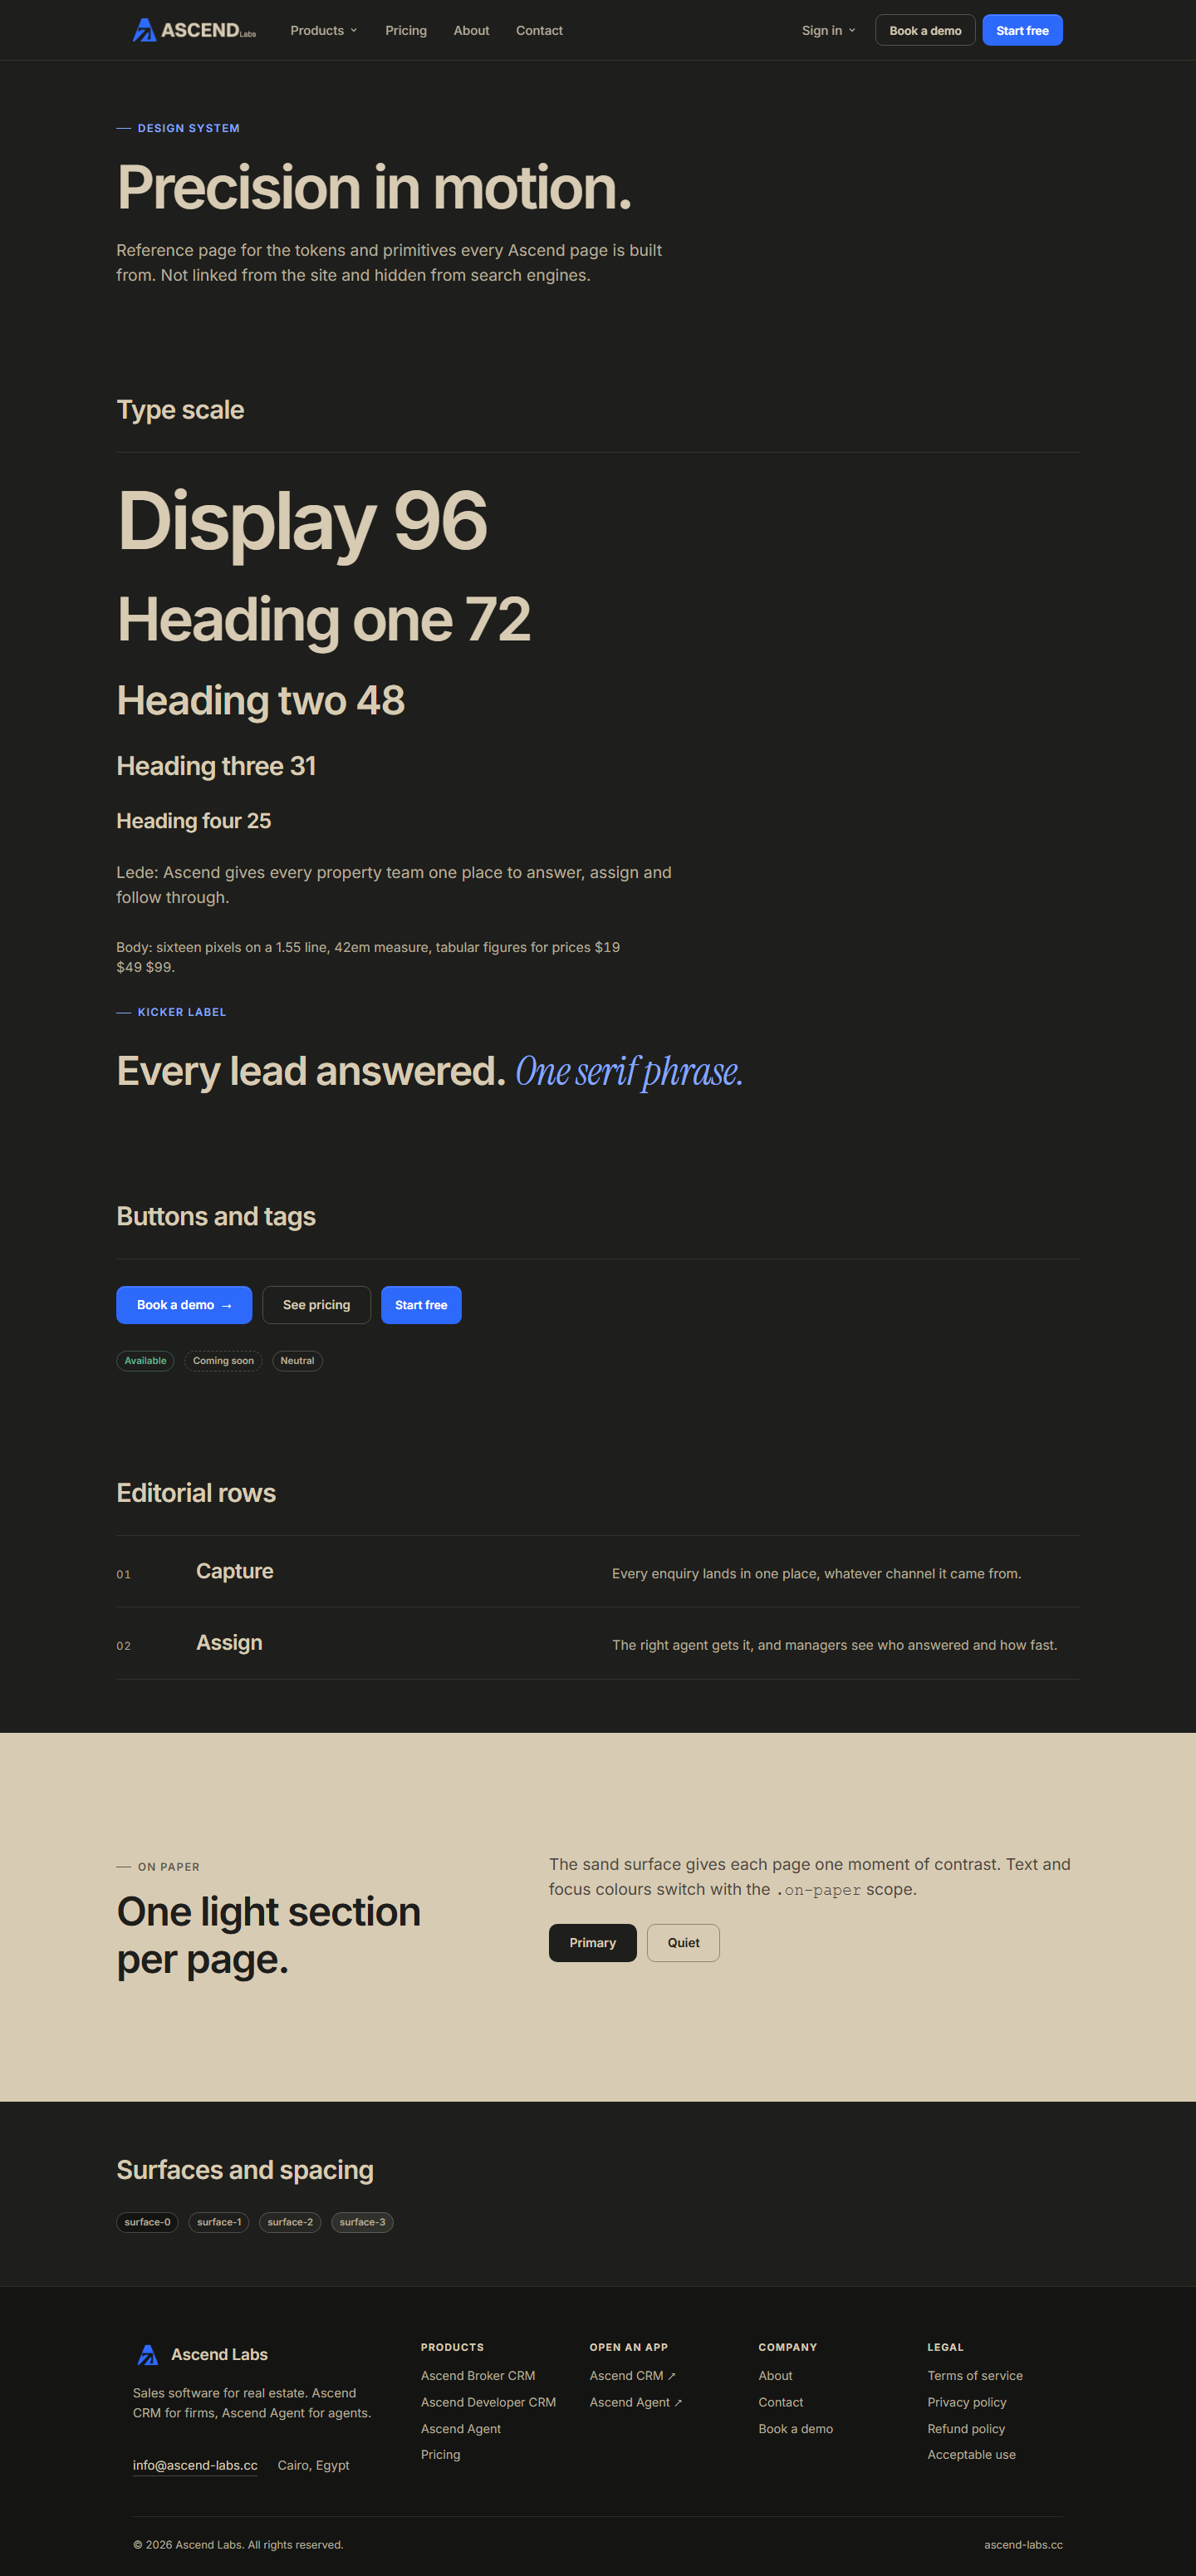 ASCEND Labs
Products
Pricing
About
Contact
Sign in
Book a demo
Start free
DESIGN SYSTEM
Precision in motion.
Reference page for the tokens and primitives every Ascend page is built
from. Not linked from the site and hidden from search engines.
Type scale
Display 96
Heading one 72
Heading two 48
Heading three 31
Heading four 25
Lede: Ascend gives every property team one place to answer, assign and
follow through.
Body: sixteen pixels on a 1.55 line, 42em measure, tabular figures for prices $19
$49 $99.
KICKER LABEL
Every lead answered. One serif phrase.
Buttons and tags
Book a demo →
See pricing
Start free
Available
Coming soon
Neutral
Editorial rows
01
Capture
Every enquiry lands in one place, whatever channel it came from.
02
Assign
The right agent gets it, and managers see who answered and how fast.
ON PAPER
One light section
per page.
The sand surface gives each page one moment of contrast. Text and
focus colours switch with the .on-paper scope.
Primary
Quiet
Surfaces and spacing
surface-0
surface-1
surface-2
surface-3
Ascend Labs
Sales software for real estate. Ascend
CRM for firms, Ascend Agent for agents.
info@ascend-labs.cc
Cairo, Egypt
PRODUCTS
Ascend Broker CRM
Ascend Developer CRM
Ascend Agent
Pricing
OPEN AN APP
Ascend CRM ↗
Ascend Agent ↗
COMPANY
About
Contact
Book a demo
LEGAL
Terms of service
Privacy policy
Refund policy
Acceptable use
© 2026 Ascend Labs. All rights reserved.
ascend-labs.cc